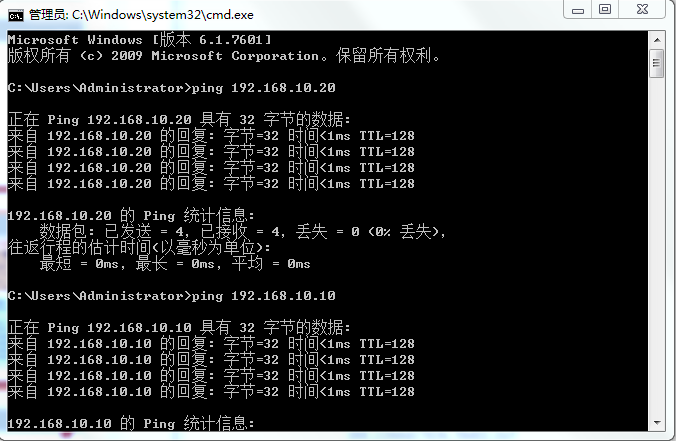 管理员: C:\Windows\system32\cmd.exe
Microsoft Windows [版本 6.1.7601]
版权所有 (c) 2009 Microsoft Corporation。保留所有权利。
C:\Users\Administrator>ping 192.168.10.20
正在 Ping 192.168.10.20 具有 32 字节的数据:
来自 192.168.10.20 的回复: 字节=32 时间<1ms TTL=128
来自 192.168.10.20 的回复: 字节=32 时间<1ms TTL=128
来自 192.168.10.20 的回复: 字节=32 时间<1ms TTL=128
来自 192.168.10.20 的回复: 字节=32 时间<1ms TTL=128
192.168.10.20 的 Ping 统计信息:
数据包: 已发送 = 4, 已接收 = 4, 丢失 = 0 (0% 丢失),
往返行程的估计时间(以毫秒为单位):
最短 = 0ms, 最长 = 0ms, 平均 = 0ms
C:\Users\Administrator>ping 192.168.10.10
正在 Ping 192.168.10.10 具有 32 字节的数据:
来自 192.168.10.10 的回复: 字节=32 时间<1ms TTL=128
来自 192.168.10.10 的回复: 字节=32 时间<1ms TTL=128
来自 192.168.10.10 的回复: 字节=32 时间<1ms TTL=128
来自 192.168.10.10 的回复: 字节=32 时间<1ms TTL=128
192.168.10.10 的 Ping 统计信息: